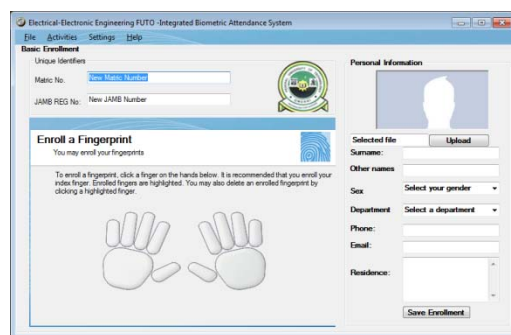 Electrical-Electronic Engineering FUTO -Integrated Biometric Attendance System
File Activities Settings Help
Basic Enrollment
Unique Identifiers
Matric No. New Matric Number
JAMB REG No: New JAMB Number
Enroll a Fingerprint
You may enroll your fingerprints
To enroll a fingerprint, click a finger on the hands below. It is recommended that you enroll your
index finger. Enrolled fingers are highlighted. You may also delete an enrolled fingerprint by
clicking a highlighted finger.
Personal Information
Selected file Upload
Surname:
Other names
Sex Select your gender
Department Select a department
Phone:
Email:
Residence:
Save Enrollment